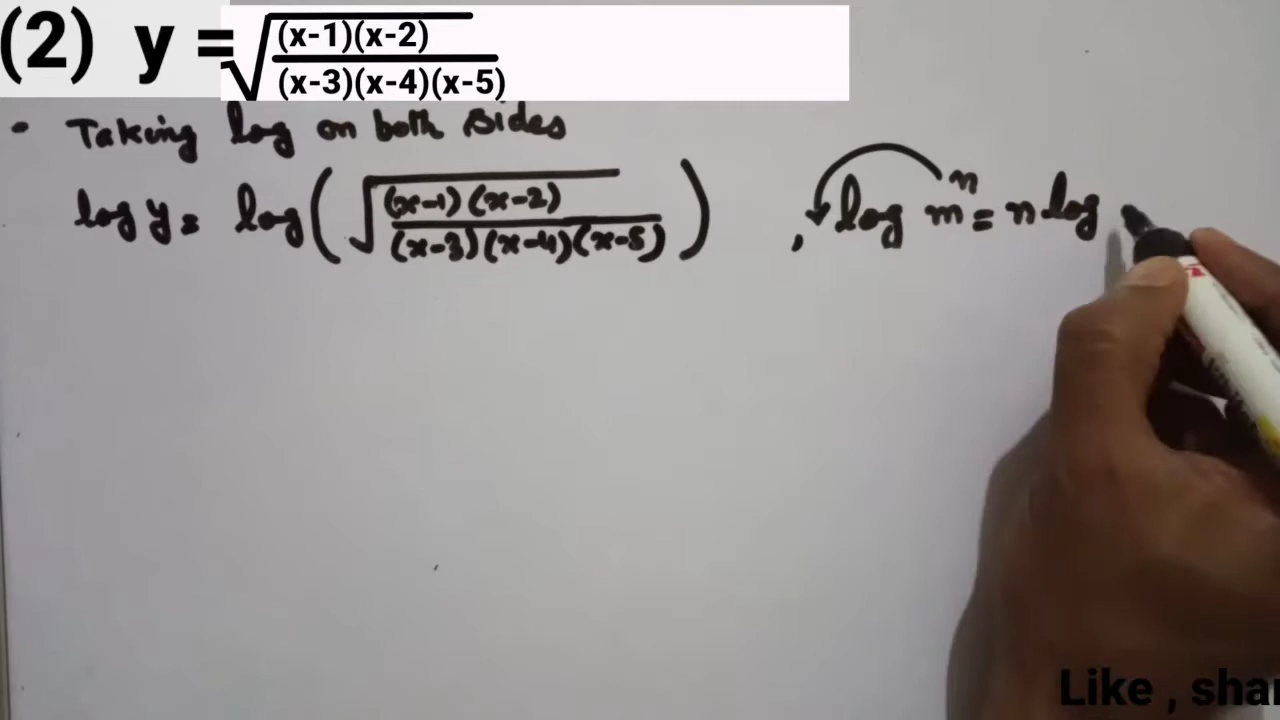 (2) y = √(x-1)(x-2)
(x-3)(x-4)(x-5)
• Taking log on both sides
log y = log(√(x-1)(x-2)
(x-3)(x-4)(x-5)) , log mⁿ = n log
Like , shar